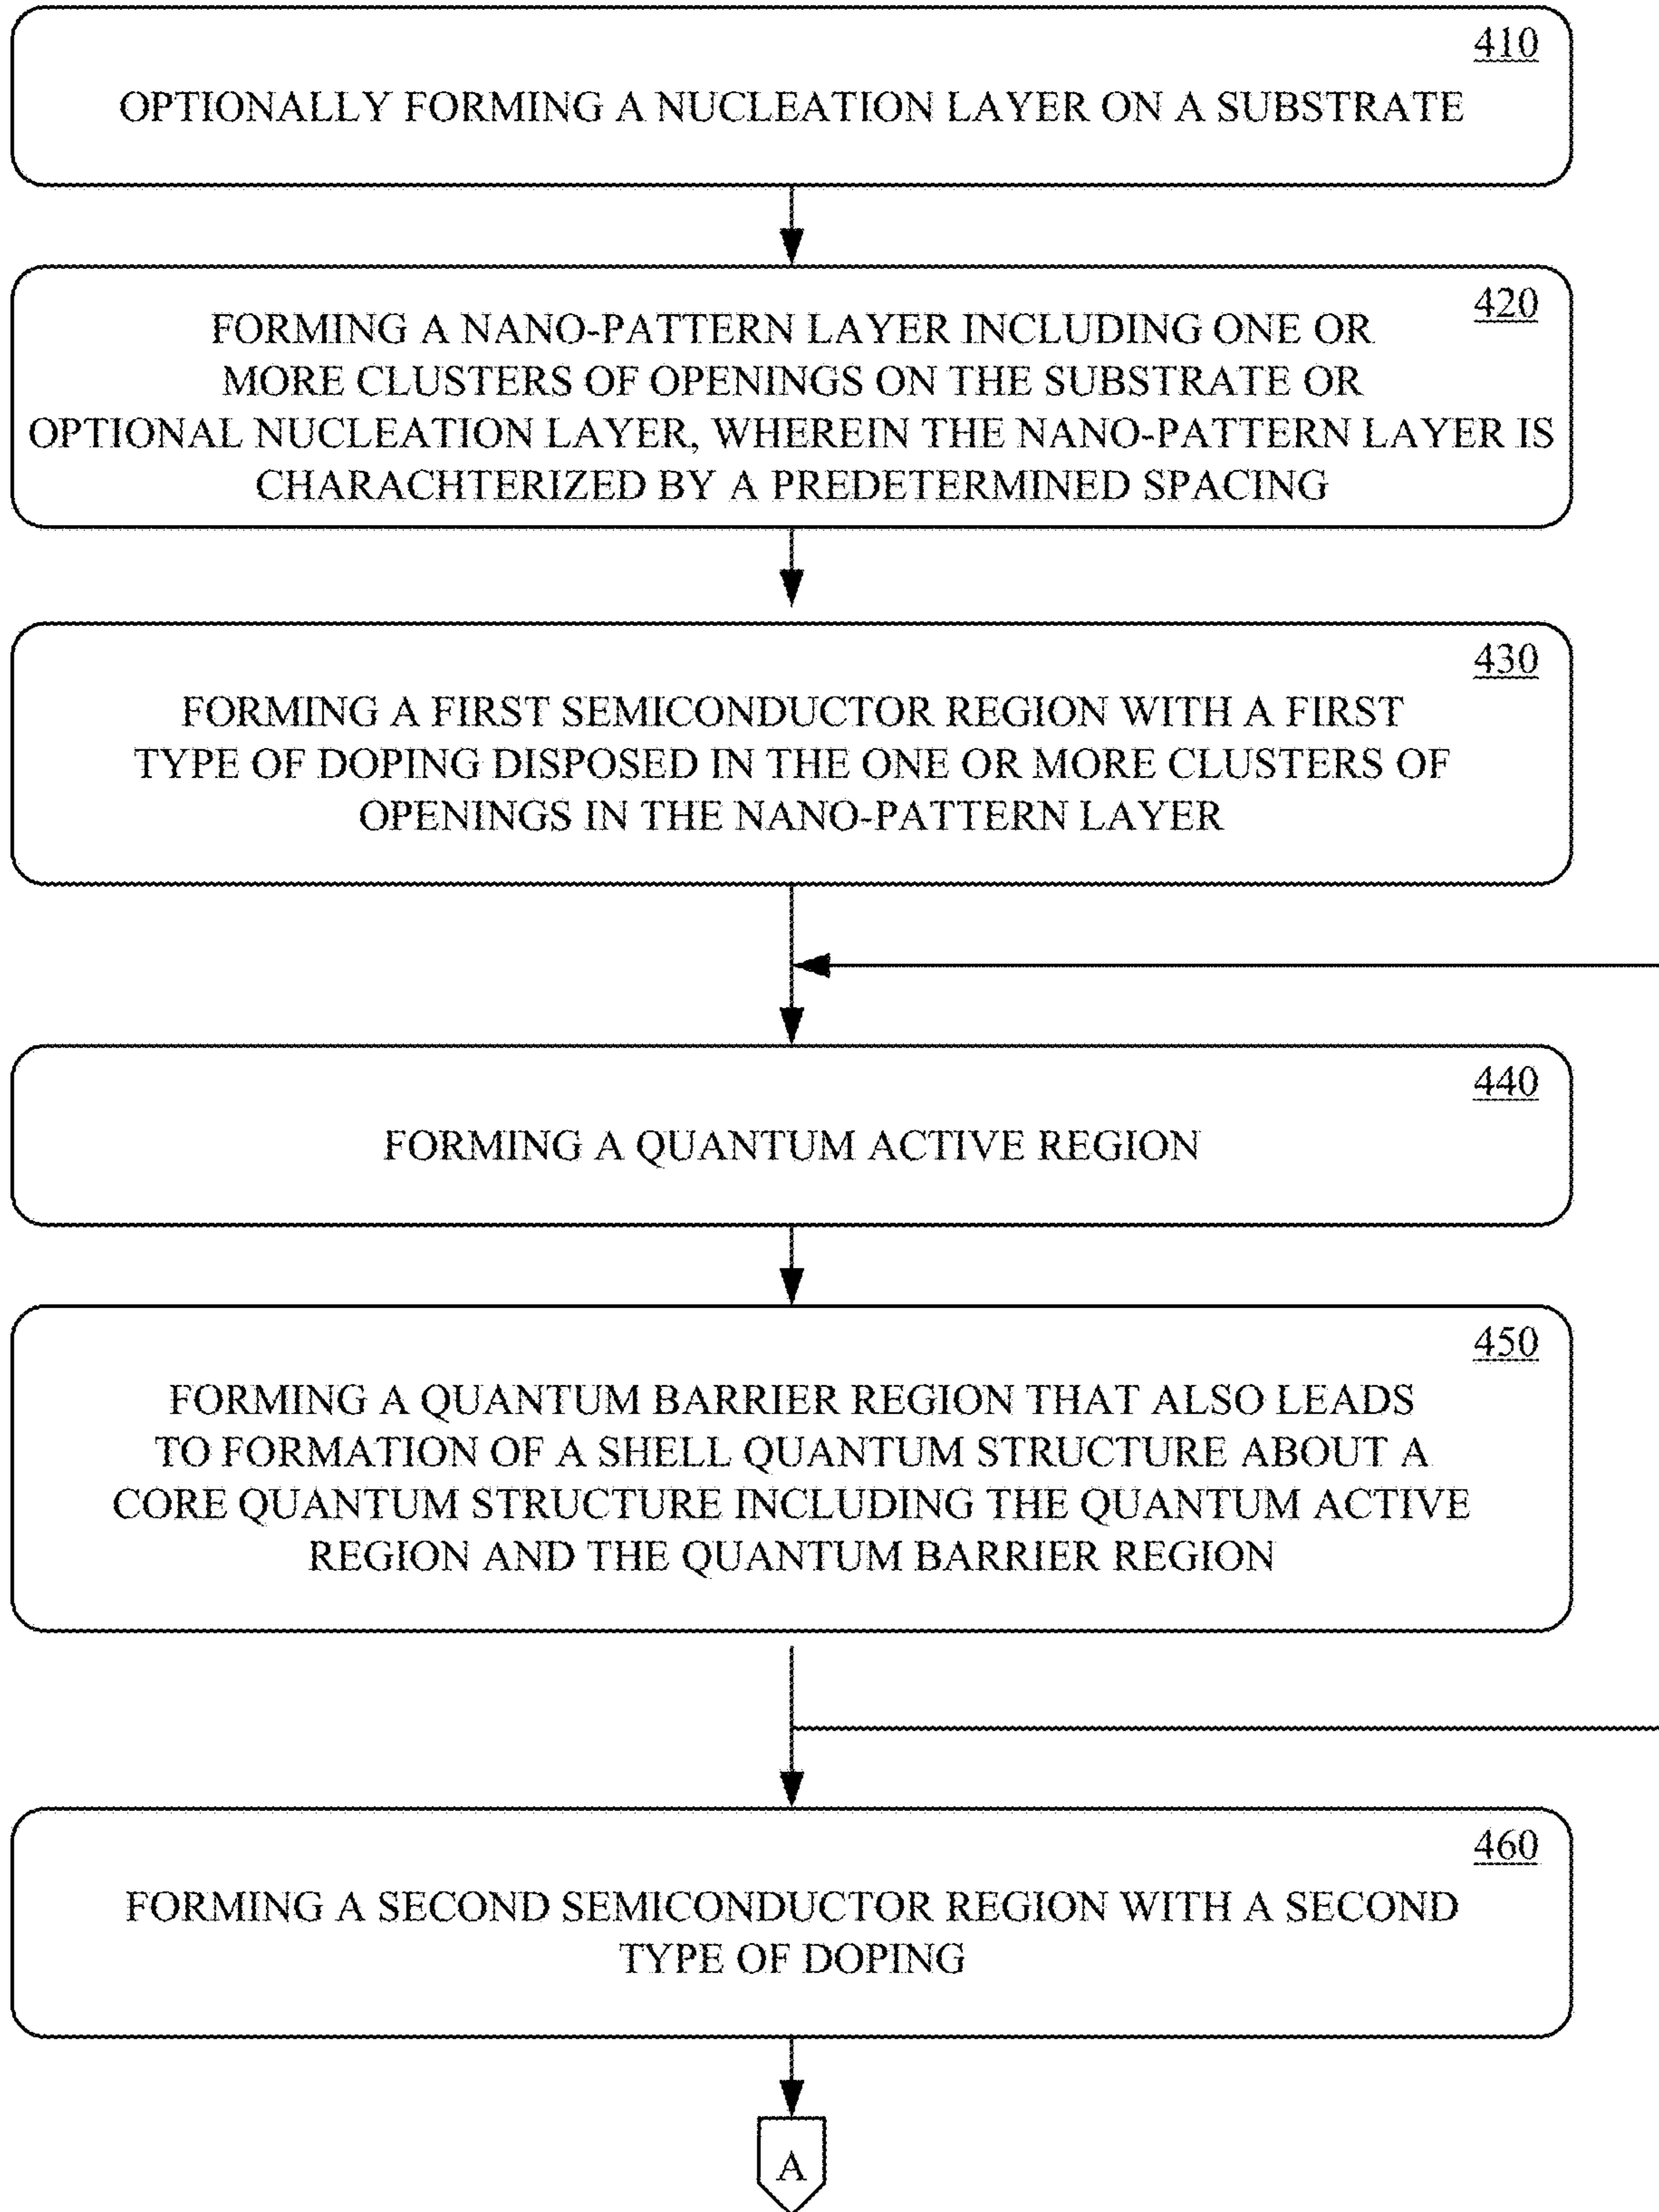 410
OPTIONALLY FORMING A NUCLEATION LAYER ON A SUBSTRATE
420
FORMING A NANO-PATTERN LAYER INCLUDING ONE OR
MORE CLUSTERS OF OPENINGS ON THE SUBSTRATE OR
OPTIONAL NUCLEATION LAYER, WHEREIN THE NANO-PATTERN LAYER IS
CHARACHTERIZED BY A PREDETERMINED SPACING
430
FORMING A FIRST SEMICONDUCTOR REGION WITH A FIRST
TYPE OF DOPING DISPOSED IN THE ONE OR MORE CLUSTERS OF
OPENINGS IN THE NANO-PATTERN LAYER
440
FORMING A QUANTUM ACTIVE REGION
450
FORMING A QUANTUM BARRIER REGION THAT ALSO LEADS
TO FORMATION OF A SHELL QUANTUM STRUCTURE ABOUT A
CORE QUANTUM STRUCTURE INCLUDING THE QUANTUM ACTIVE
REGION AND THE QUANTUM BARRIER REGION
460
FORMING A SECOND SEMICONDUCTOR REGION WITH A SECOND
TYPE OF DOPING
A